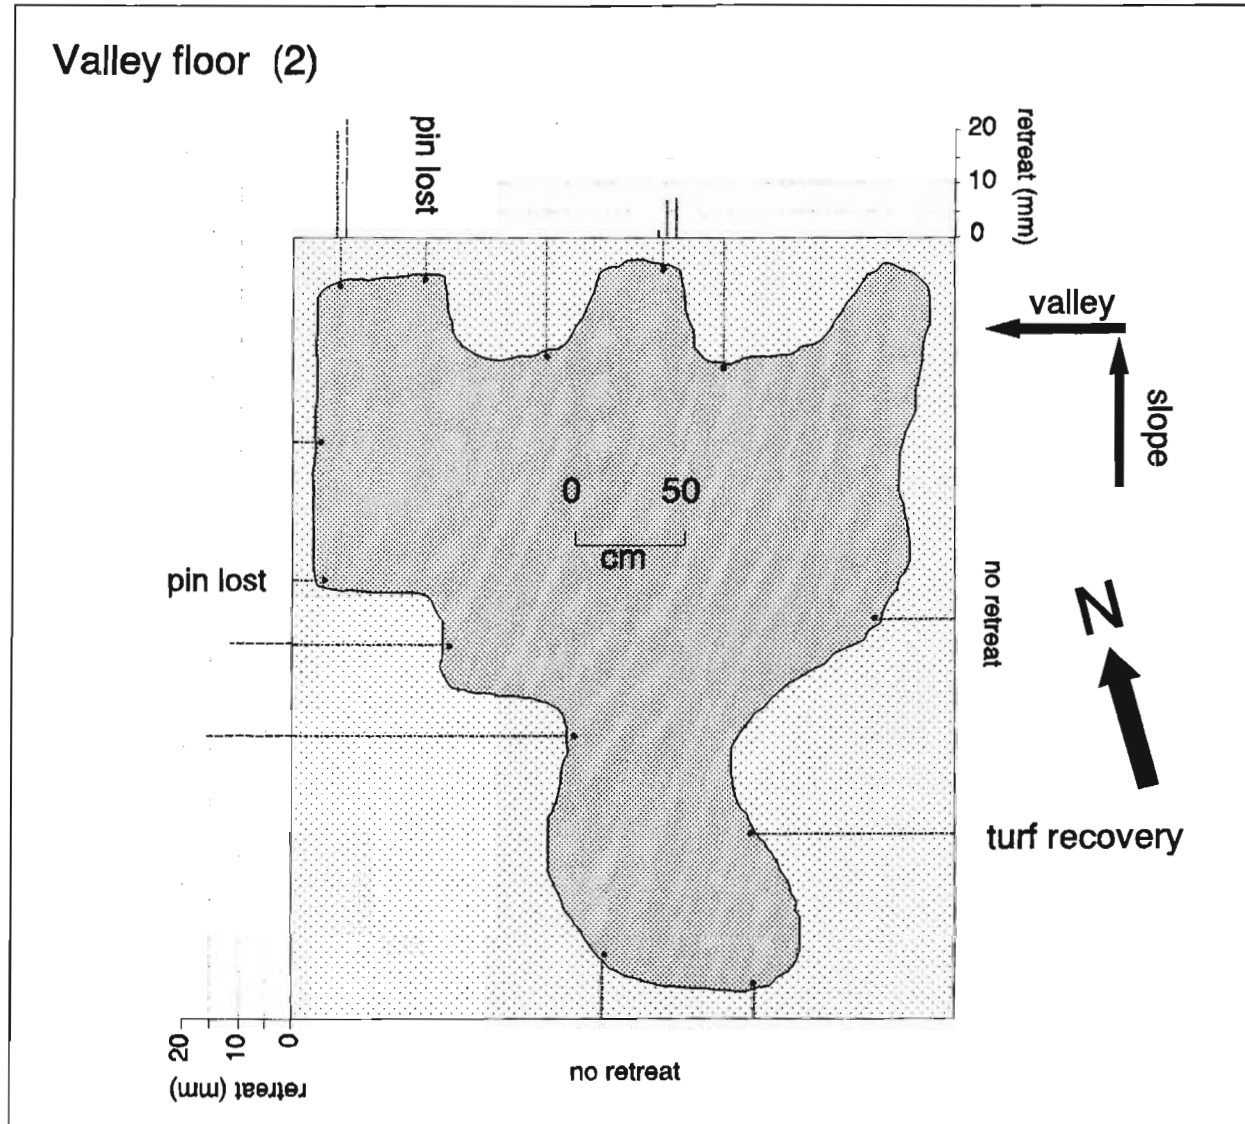 Valley floor (2)
pin lost
20
10
0
retreat (mm)
valley
slope
0
50
cm
pin lost
no retreat
N
turf recovery
20
10
0
retreat (mm)
no retreat